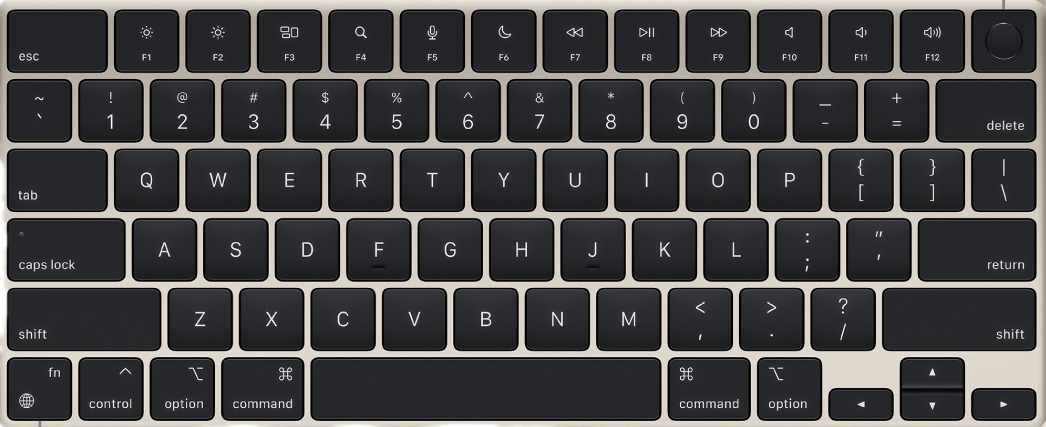 esc F1 F2 F3 F4 F5 F6 F7 F8 F9 F10 F11 F12
~ ! @ # $ % ^ & * ( ) _ +
` 1 2 3 4 5 6 7 8 9 0 - = delete
tab Q W E R T Y U I O P { } |
[ ] \
caps lock A S D F G H J K L : "
; ' return
shift Z X C V B N M < > ?
, . / shift
fn ^ ⌥ ⌘ ⌘ ⌥ ▲
control option command command option ◄ ▼ ►